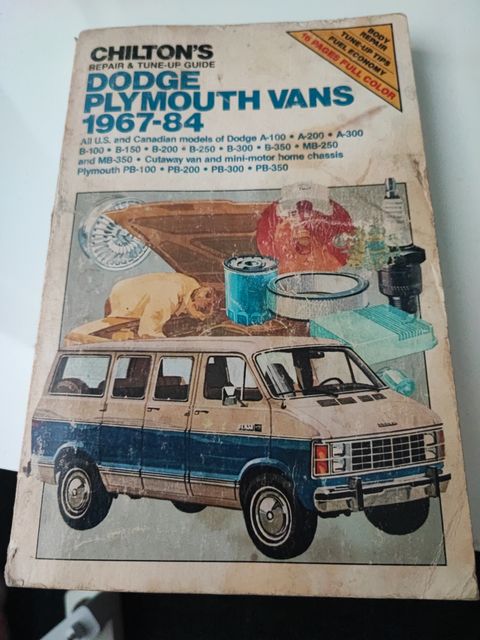 CHILTON'S
REPAIR & TUNE-UP GUIDE
DODGE
PLYMOUTH VANS
1967-84
All U.S. and Canadian models of Dodge A-100 • A-200 • A-300
B-100 • B-150 • B-200 • B-250 • B-300 • B-350 • MB-250
and MB-350 • Cutaway van and mini-motor home chassis
Plymouth PB-100 • PB-200 • PB-300 • PB-350
BODY
REPAIR
TUNE-UP TIPS
FUEL ECONOMY
16 PAGES FULL COLOR
RAM
DODGE